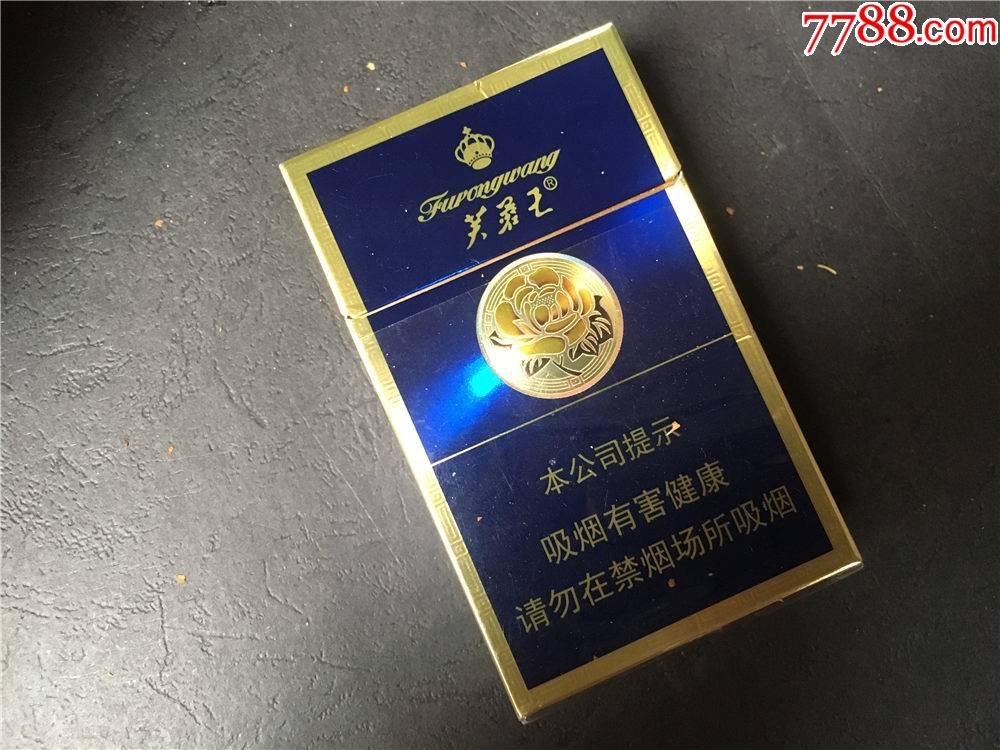 7788.com
Furongwang
芙蓉王®
本公司提示
吸烟有害健康
请勿在禁烟场所吸烟